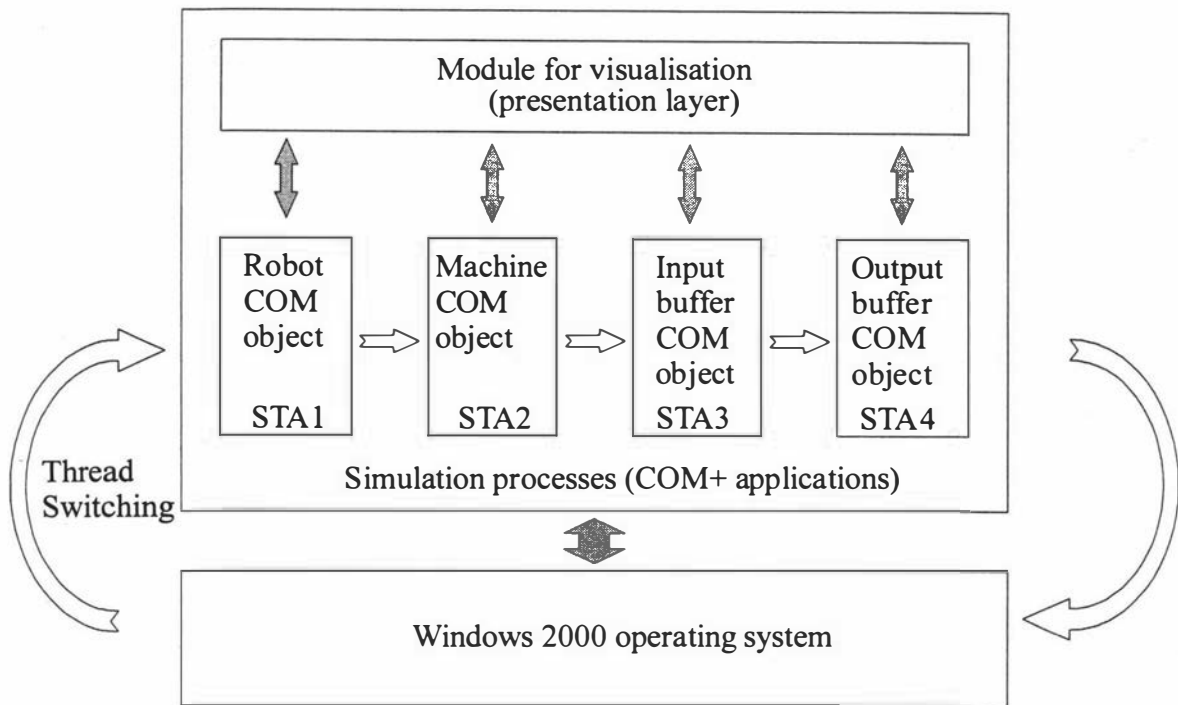 Module for visualisation
(presentation layer)
Robot
COM
object
STA1
Machine
COM
object
STA2
Input
buffer
COM
object
STA3
Output
buffer
COM
object
STA4
Simulation processes (COM+ applications)
Thread
Switching
Windows 2000 operating system